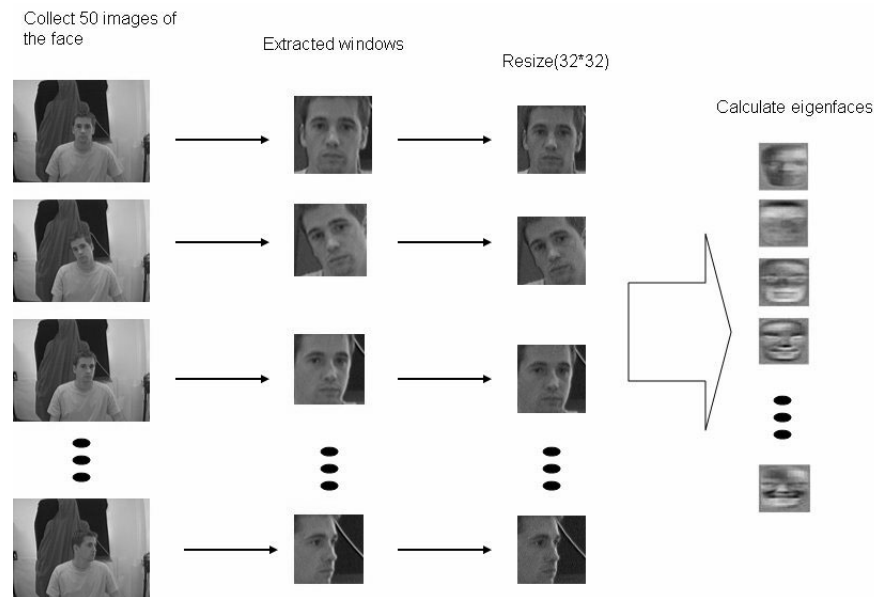 Collect 50 images of
the face
Extracted windows
Resize(32*32)
Calculate eigenfaces